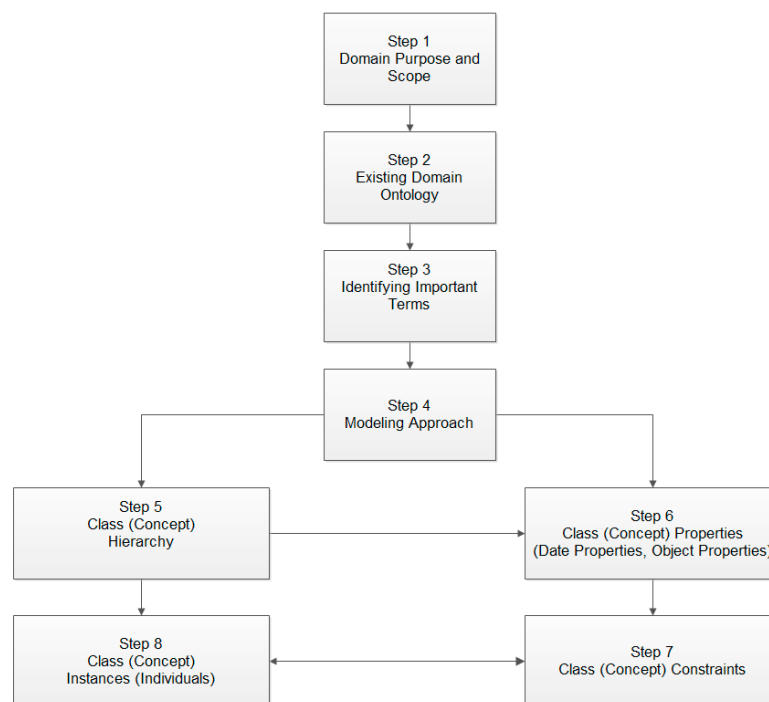 Step 1
Domain Purpose and
Scope
Step 2
Existing Domain
Ontology
Step 3
Identifying Important
Terms
Step 4
Modeling Approach
Step 5
Class (Concept)
Hierarchy
Step 6
Class (Concept) Properties
(Date Properties, Object Properties)
Step 8
Class (Concept)
Instances (Individuals)
Step 7
Class (Concept) Constraints